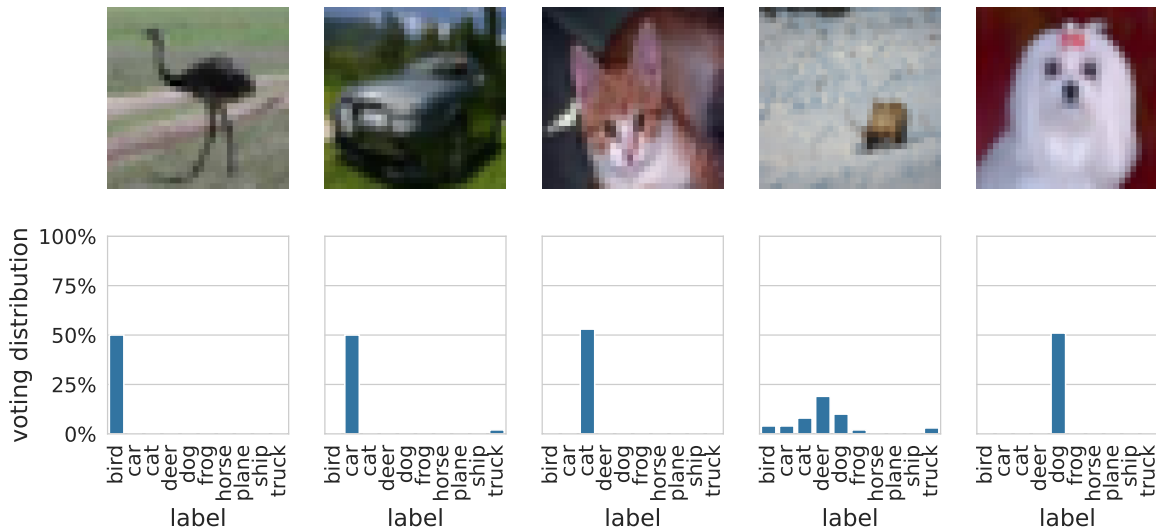 voting distribution
100%
75%
50%
25%
0%
bird car cat deer dog frog horse plane ship truck
bird car cat deer dog frog horse plane ship truck
bird car cat deer dog frog horse plane ship truck
bird car cat deer dog frog horse plane ship truck
bird car cat deer dog frog horse plane ship truck
label label label label label